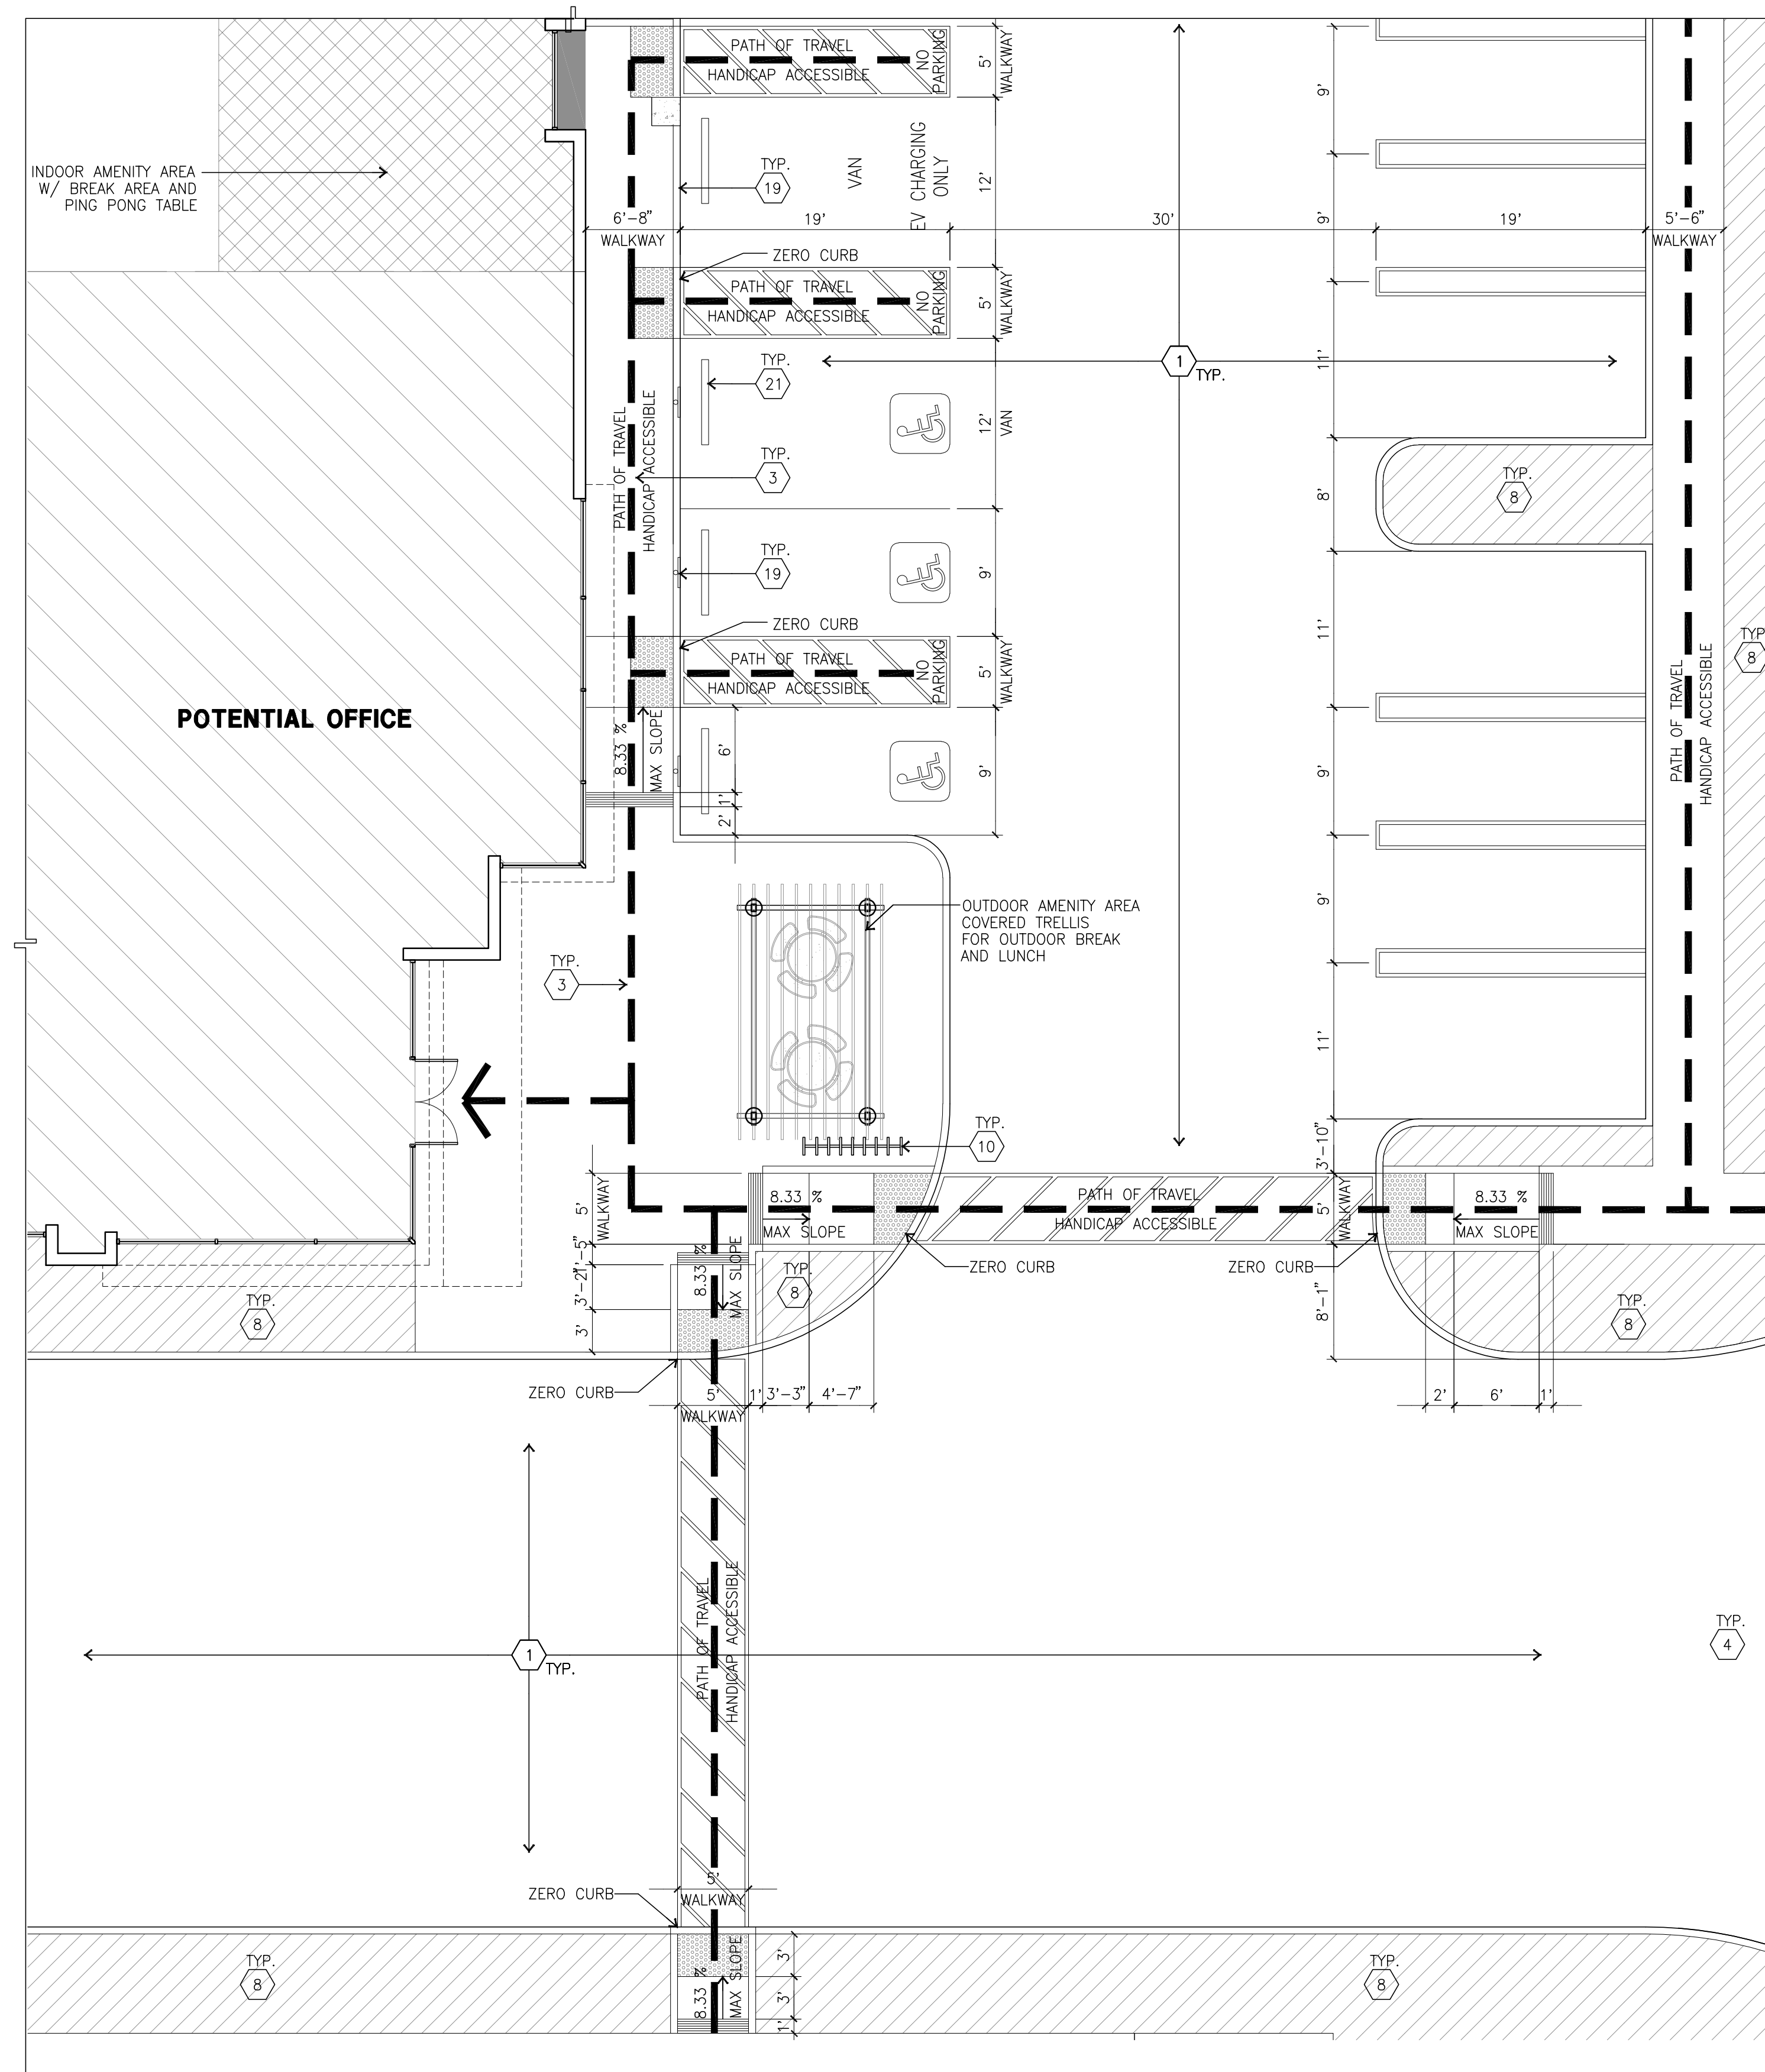 PATH OF TRAVEL
HANDICAP ACCESSIBLE
NO
PARKING
5'
WALKWAY
9'
INDOOR AMENITY AREA
W/ BREAK AREA AND
PING PONG TABLE
TYP.
19
VAN
EV CHARGING
ONLY
12'
9'
6'-8"
WALKWAY
19'
30'
19'
5'-6"
WALKWAY
ZERO CURB
PATH OF TRAVEL
HANDICAP ACCESSIBLE
NO
PARKING
5'
WALKWAY
TYP.
21
1
TYP.
11'
PATH OF TRAVEL
HANDICAP ACCESSIBLE
12'
VAN
TYP.
3
TYP.
8
8'
TYP.
19
9'
11'
ZERO CURB
PATH OF TRAVEL
HANDICAP ACCESSIBLE
NO
PARKING
5'
WALKWAY
TYP
8
PATH OF TRAVEL
HANDICAP ACCESSIBLE
POTENTIAL OFFICE
8.33 %
MAX SLOPE
6'
1'
2'
9'
9'
9'
OUTDOOR AMENITY AREA
COVERED TRELLIS
FOR OUTDOOR BREAK
AND LUNCH
TYP.
3
11'
TYP.
10
3'-10"
5'
WALKWAY
8.33 %
MAX SLOPE
PATH OF TRAVEL
HANDICAP ACCESSIBLE
5'
WALKWAY
8.33 %
MAX SLOPE
1'-5"
3'-2"
3'
8.33 %
MAX SLOPE
TYP.
8
ZERO CURB
ZERO CURB
8'-1"
TYP.
8
TYP.
8
ZERO CURB
5'
WALKWAY
1'
3'-3"
4'-7"
2'
6'
1'
PATH OF TRAVEL
HANDICAP ACCESSIBLE
1
TYP.
TYP.
4
5'
WALKWAY
ZERO CURB
TYP.
8
8.33 %
MAX SLOPE
3'
3'
1'
TYP.
8